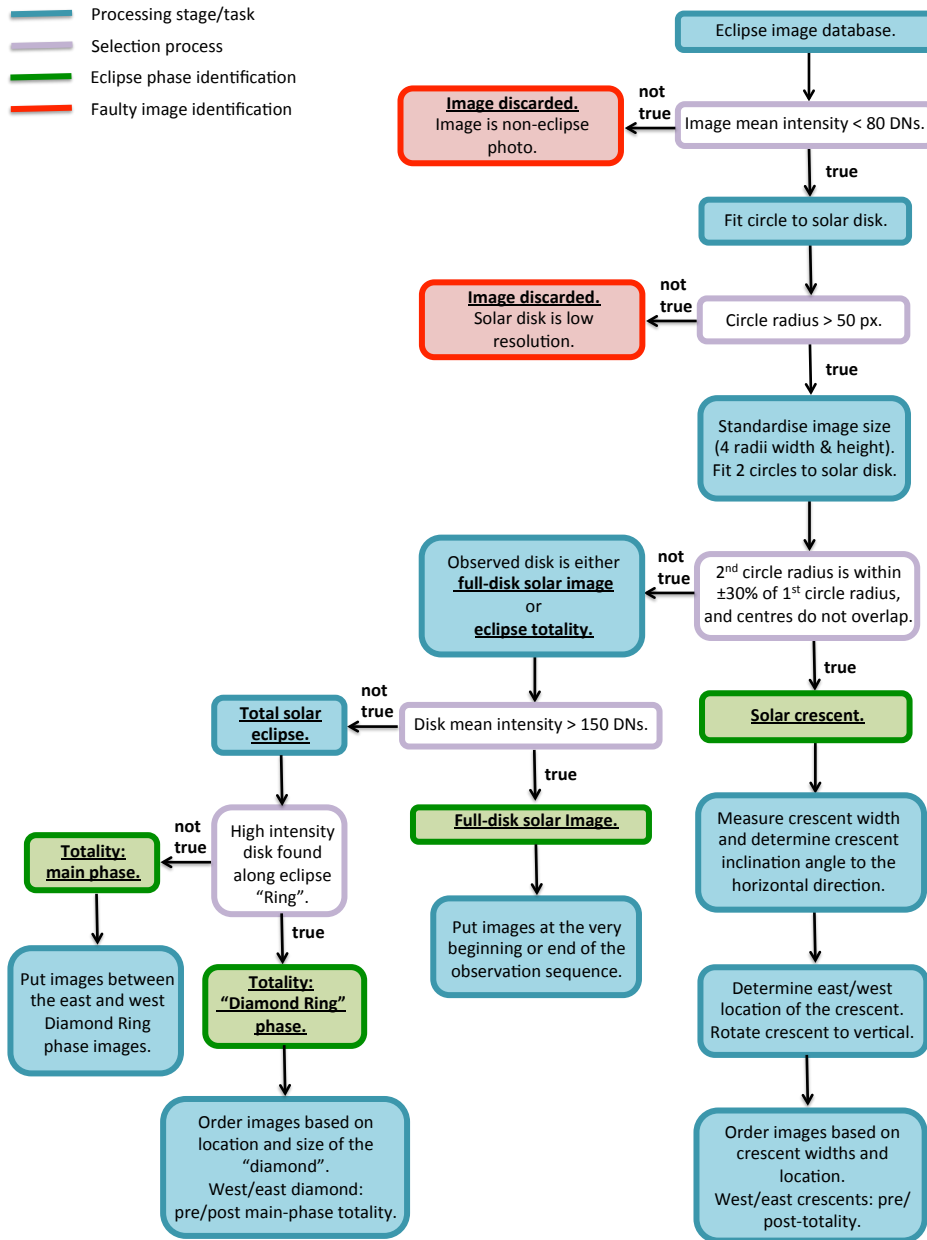 Processing stage/task
Selection process
Eclipse phase identification
Faulty image identification
Eclipse image database.
Image mean intensity < 80 DNs.
not
true
Image discarded.
Image is non-eclipse
photo.
true
Fit circle to solar disk.
Circle radius > 50 px.
not
true
Image discarded.
Solar disk is low
resolution.
true
Standardise image size
(4 radii width & height).
Fit 2 circles to solar disk.
2nd circle radius is within
±30% of 1st circle radius,
and centres do not overlap.
not
true
Observed disk is either
full-disk solar image
or
eclipse totality.
true
Solar crescent.
Disk mean intensity > 150 DNs.
not
true
Total solar
eclipse.
true
Full-disk solar Image.
Measure crescent width
and determine crescent
inclination angle to the
horizontal direction.
High intensity
disk found
along eclipse
“Ring”.
not
true
Totality:
main phase.
true
Put images at the very
beginning or end of the
observation sequence.
Put images between
the east and west
Diamond Ring
phase images.
Totality:
“Diamond Ring”
phase.
Determine east/west
location of the crescent.
Rotate crescent to vertical.
Order images based on
location and size of the
“diamond”.
West/east diamond:
pre/post main-phase totality.
Order images based on
crescent widths and
location.
West/east crescents: pre/
post-totality.